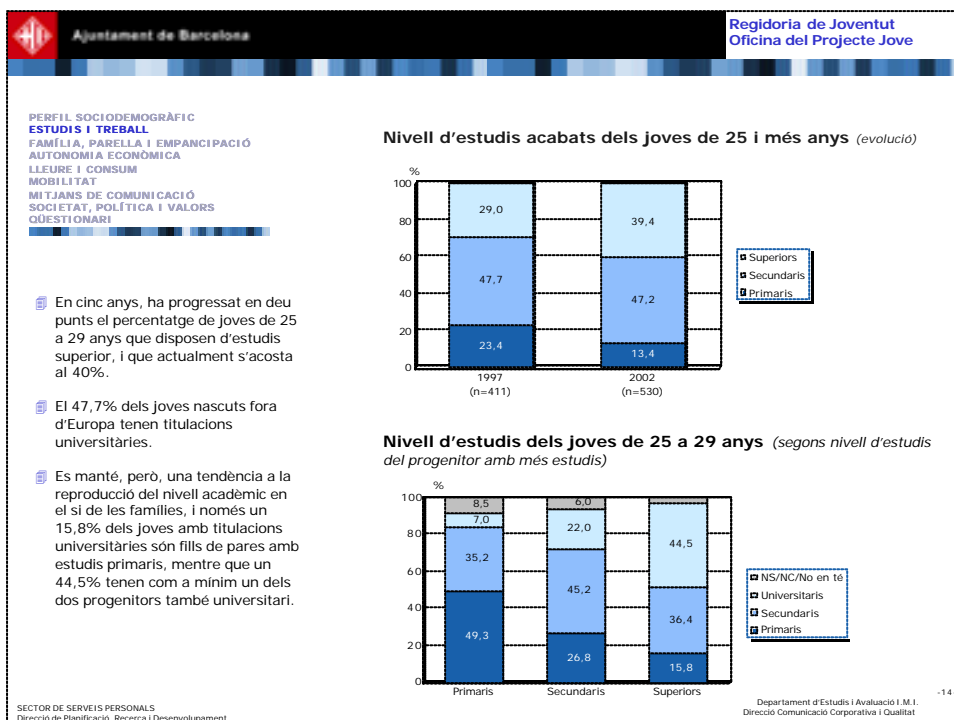 Ajuntament de Barcelona
Regidoria de Joventut
Oficina del Projecte Jove
PERFIL SOCIODEMOGRÀFIC
ESTUDIS I TREBALL
FAMÍLIA, PARELLA I EMPANCIPACIÓ
AUTONOMIA ECONÒMICA
LLEURE I CONSUM
MOBILITAT
MITJANS DE COMUNICACIÓ
SOCIETAT, POLÍTICA I VALORS
QÜESTIONARI
En cinc anys, ha progressat en deu
punts el percentatge de joves de 25
a 29 anys que disposen d'estudis
superior, i que actualment s'acosta
al 40%.
El 47,7% dels joves nascuts fora
d'Europa tenen titulacions
universitàries.
Es manté, però, una tendència a la
reproducció del nivell acadèmic en
el si de les famílies, i només un
15,8% dels joves amb titulacions
universitàries són fills de pares amb
estudis primaris, mentre que un
44,5% tenen com a mínim un dels
dos progenitors també universitari.
Nivell d'estudis acabats dels joves de 25 i més anys (evolució)
%
100
80
60
40
20
0
29,0
47,7
23,4
39,4
47,2
13,4
1997
(n=411)
2002
(n=530)
Superiors
Secundaris
Primaris
Nivell d'estudis dels joves de 25 a 29 anys (segons nivell d'estudis
del progenitor amb més estudis)
%
100
80
60
40
20
0
8,5
7,0
35,2
49,3
6,0
22,0
45,2
26,8
44,5
36,4
15,8
Primaris
Secundaris
Superiors
NS/NC/No en té
Universitaris
Secundaris
Primaris
SECTOR DE SERVEIS PERSONALS
Direcció de Planificació, Recerca i Desenvolupament
Departament d'Estudis i Avaluació I.M.I.
Direcció Comunicació Corporativa i Qualitat
-14